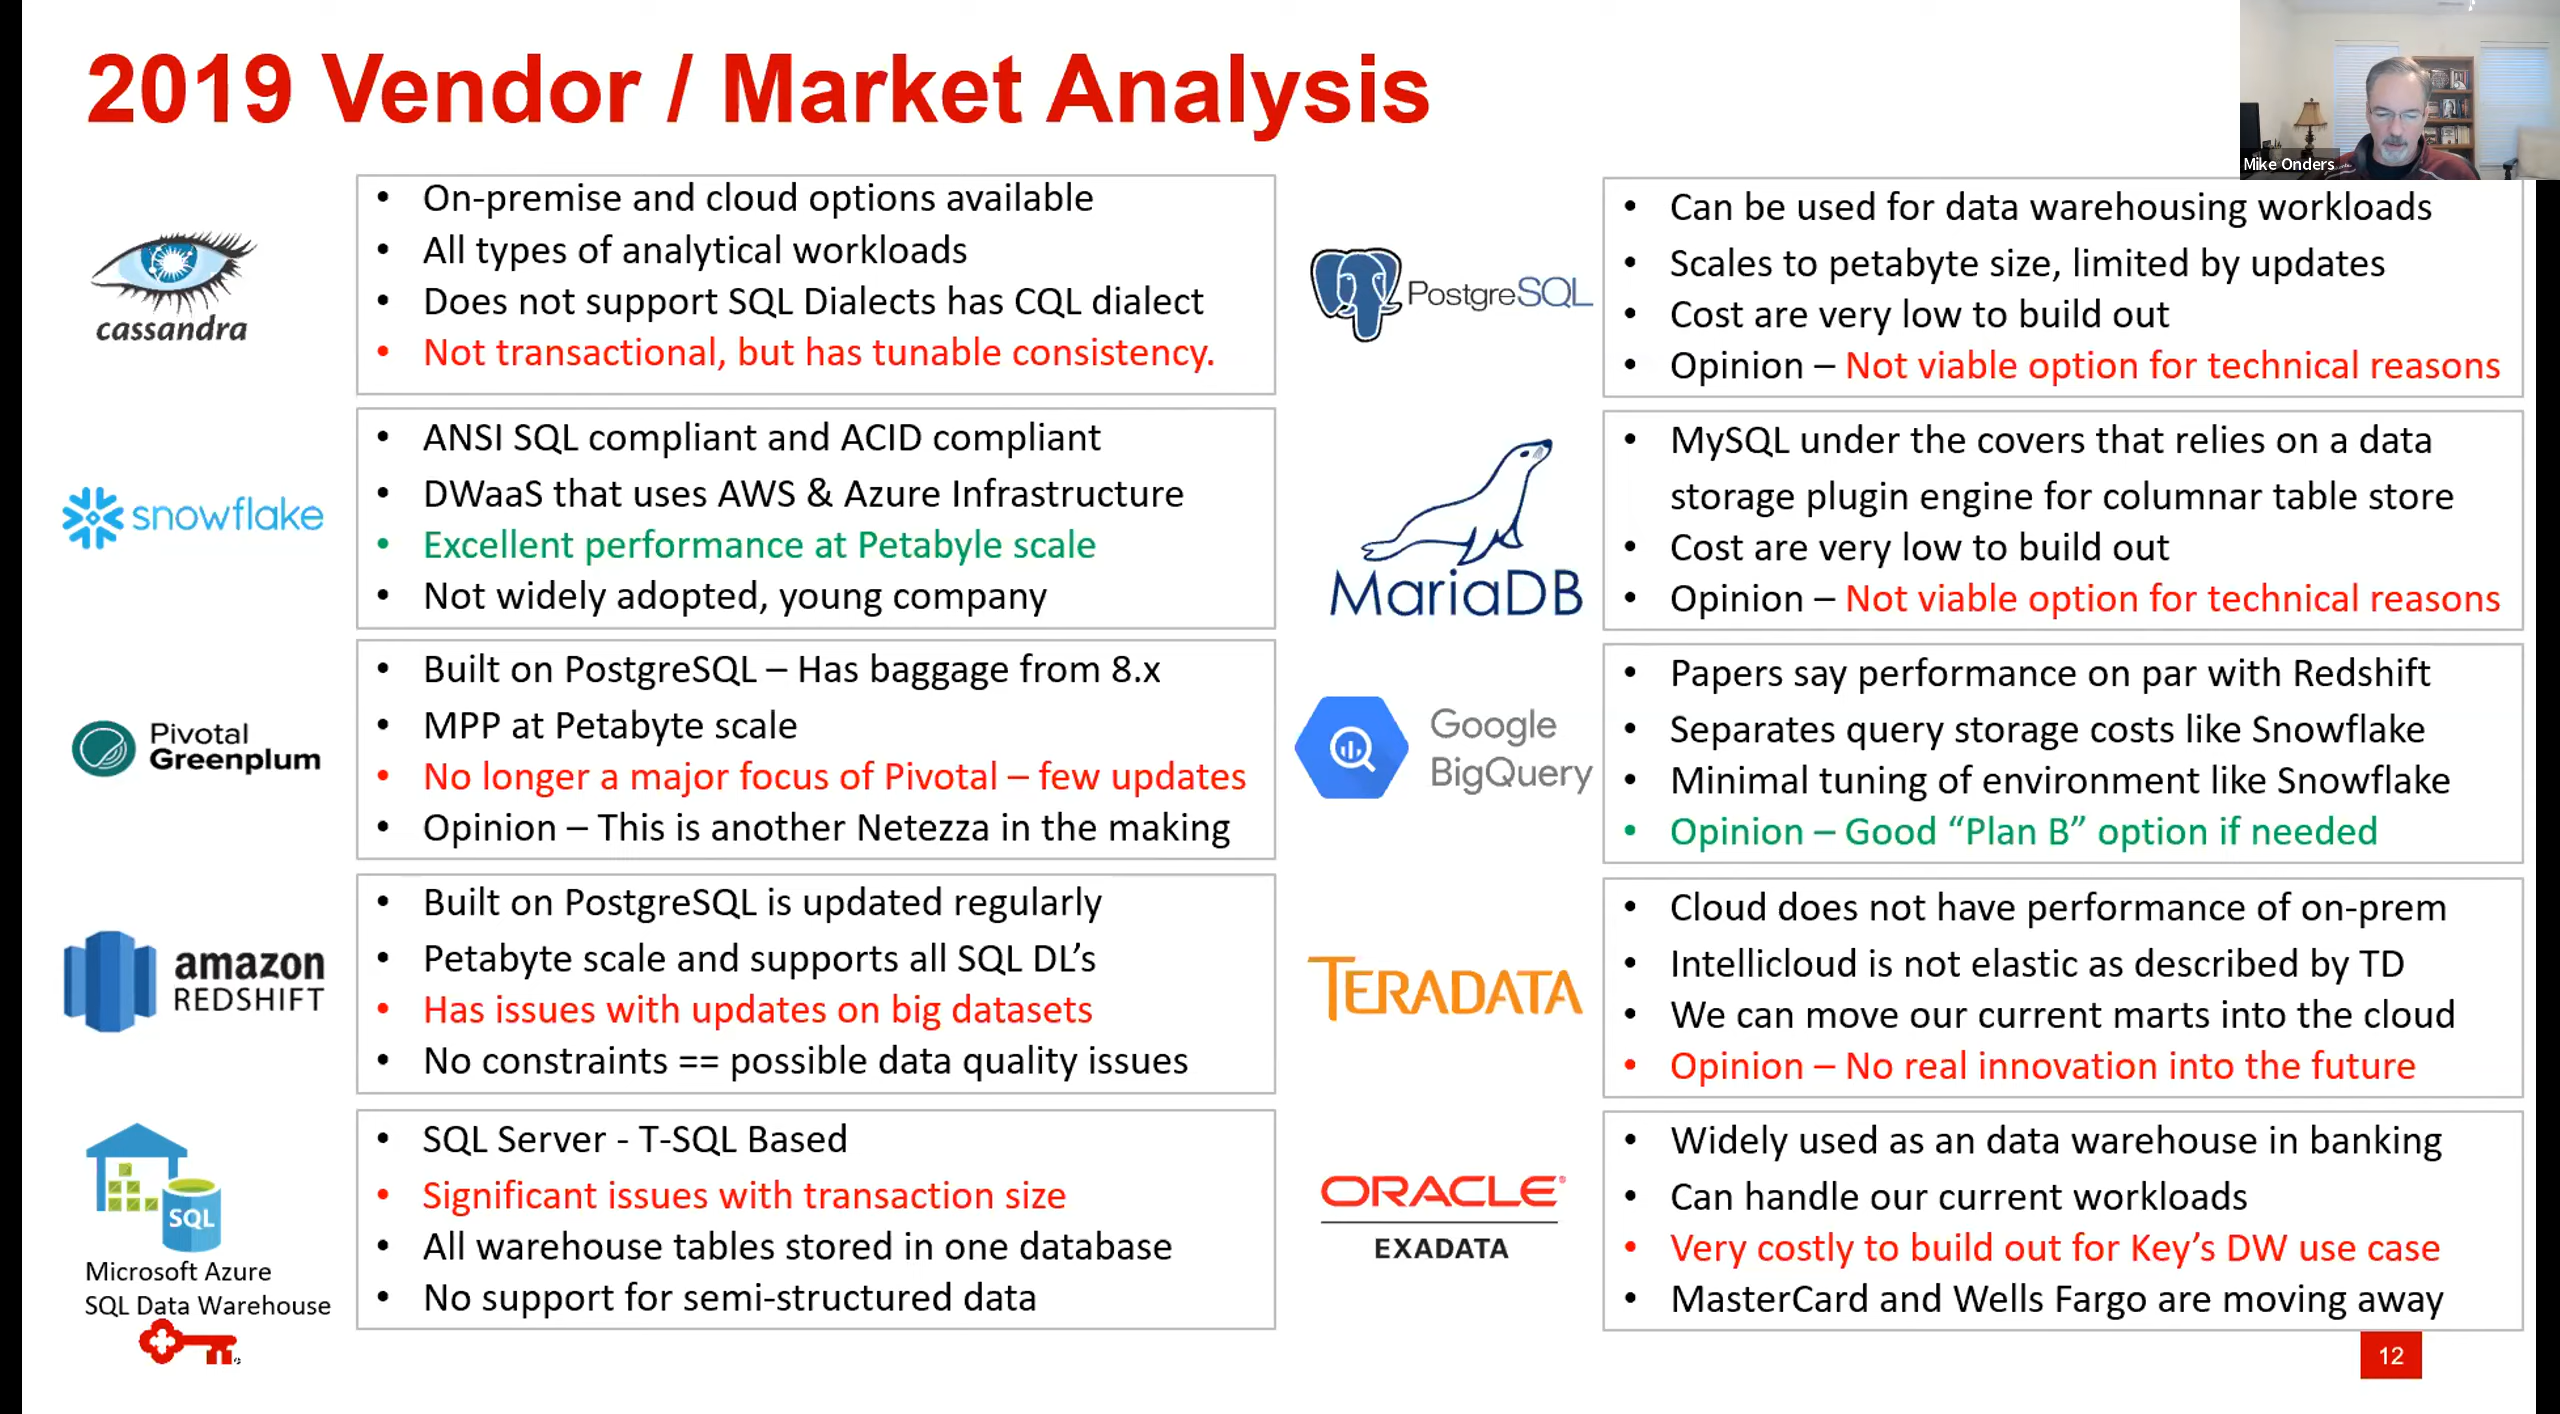 2019 Vendor / Market Analysis
Mike Onders
cassandra
• On-premise and cloud options available
• All types of analytical workloads
• Does not support SQL Dialects has CQL dialect
• Not transactional, but has tunable consistency.
snowflake
• ANSI SQL compliant and ACID compliant
• DWaaS that uses AWS & Azure Infrastructure
• Excellent performance at Petabyle scale
• Not widely adopted, young company
Pivotal
Greenplum
• Built on PostgreSQL – Has baggage from 8.x
• MPP at Petabyte scale
• No longer a major focus of Pivotal – few updates
• Opinion – This is another Netezza in the making
amazon
REDSHIFT
• Built on PostgreSQL is updated regularly
• Petabyte scale and supports all SQL DL’s
• Has issues with updates on big datasets
• No constraints == possible data quality issues
SQL
Microsoft Azure
SQL Data Warehouse
• SQL Server - T-SQL Based
• Significant issues with transaction size
• All warehouse tables stored in one database
• No support for semi-structured data
PostgreSQL
• Can be used for data warehousing workloads
• Scales to petabyte size, limited by updates
• Cost are very low to build out
• Opinion – Not viable option for technical reasons
MariaDB
• MySQL under the covers that relies on a data
storage plugin engine for columnar table store
• Cost are very low to build out
• Opinion – Not viable option for technical reasons
Google
BigQuery
• Papers say performance on par with Redshift
• Separates query storage costs like Snowflake
• Minimal tuning of environment like Snowflake
• Opinion – Good “Plan B” option if needed
TERADATA
• Cloud does not have performance of on-prem
• Intellicloud is not elastic as described by TD
• We can move our current marts into the cloud
• Opinion – No real innovation into the future
ORACLE®
EXADATA
• Widely used as an data warehouse in banking
• Can handle our current workloads
• Very costly to build out for Key’s DW use case
• MasterCard and Wells Fargo are moving away
12